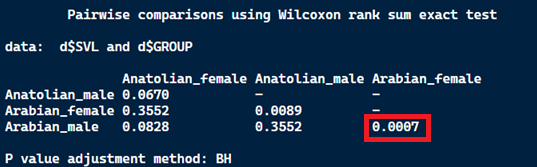 Pairwise comparisons using Wilcoxon rank sum exact test
data:  d$SVL and d$GROUP
Anatolian_female Anatolian_male Arabian_female
Anatolian_male 0.0670 – –
Arabian_female 0.3552 0.0089 –
Arabian_male 0.0828 0.3552 0.0007
P value adjustment method: BH